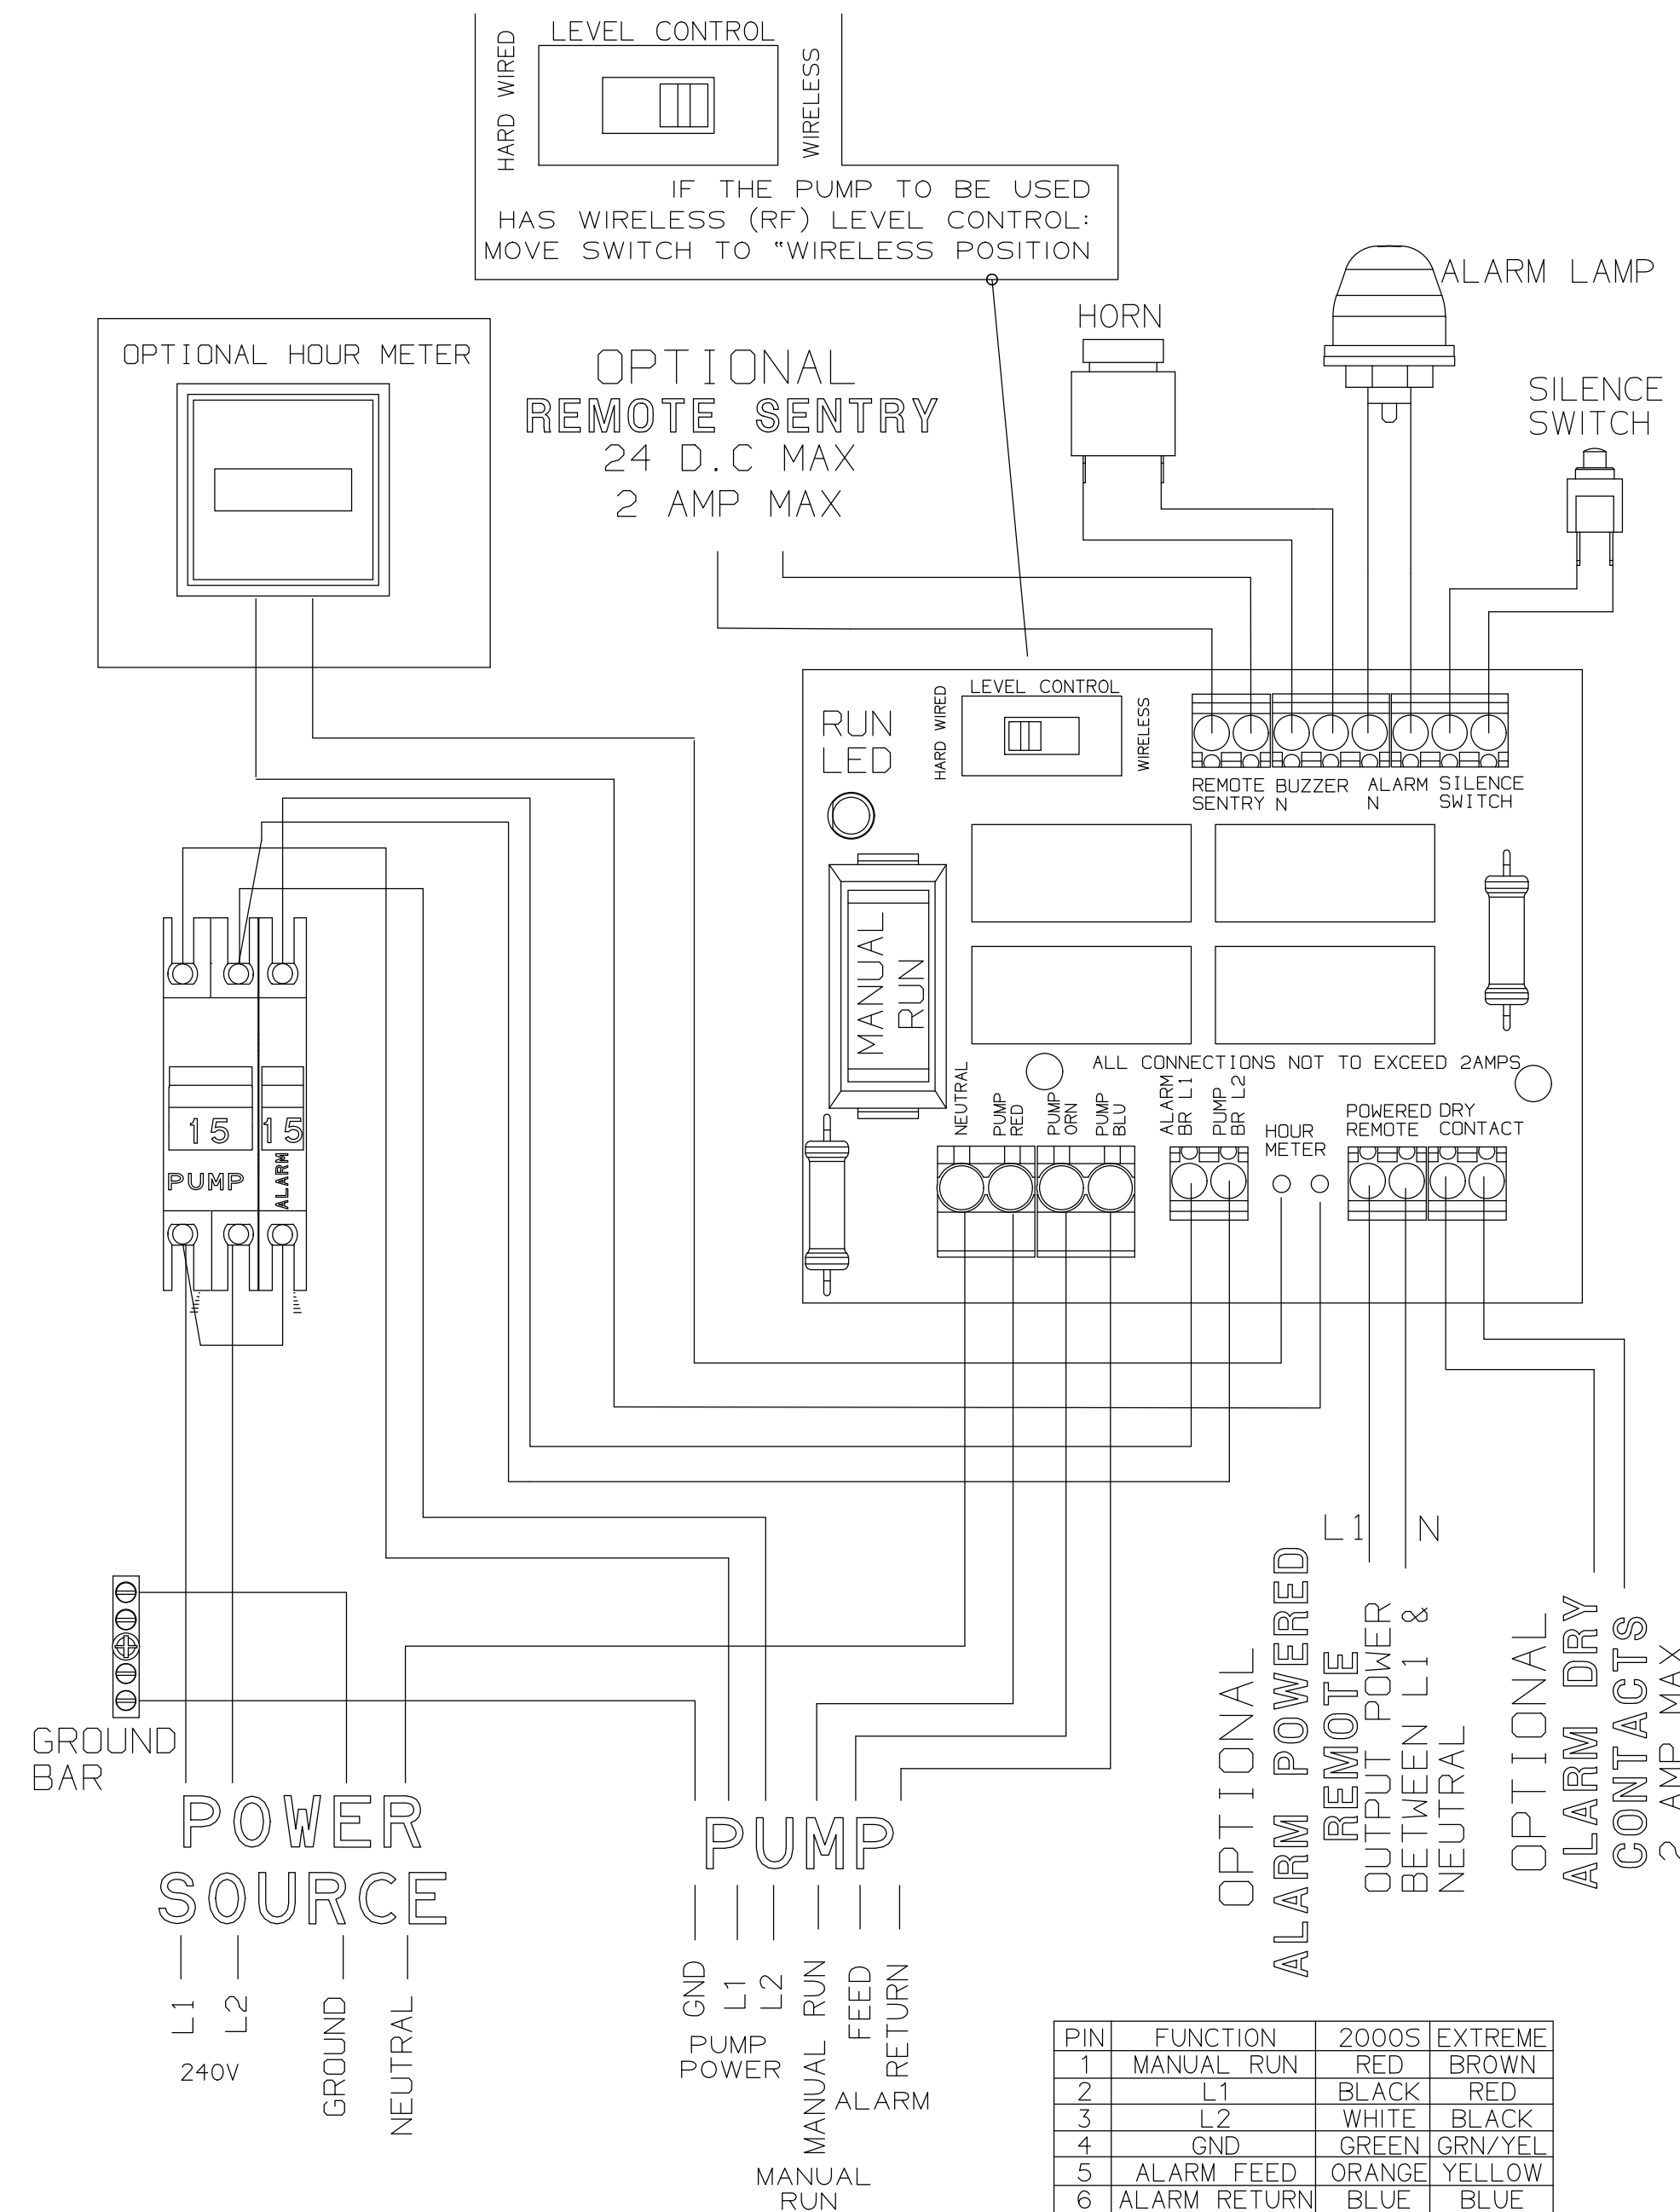 LEVEL CONTROL
HARD WIRED
WIRELESS
IF THE PUMP TO BE USED
HAS WIRELESS (RF) LEVEL CONTROL:
MOVE SWITCH TO "WIRELESS POSITION
ALARM LAMP
HORN
OPTIONAL HOUR METER
OPTIONAL
REMOTE SENTRY
24 D.C MAX
2 AMP MAX
SILENCE
SWITCH
RUN
LED
LEVEL CONTROL
HARD WIRED
WIRELESS
REMOTE
SENTRY
BUZZER
N
ALARM
N
SILENCE
SWITCH
MANUAL
RUN
ALL CONNECTIONS NOT TO EXCEED 2AMPS
NEUTRAL
PUMP
RED
PUMP
ORN
PUMP
BLU
ALARM
BR L1
PUMP
BR L2
HOUR
METER
POWERED
REMOTE
DRY
CONTACT
15
15
PUMP
ALARM
GROUND
BAR
POWER
SOURCE
L1
L2
240V
GROUND
NEUTRAL
PUMP
GND
L1
L2
PUMP
POWER
MANUAL RUN
MANUAL
RUN
FEED
RETURN
ALARM
L1
N
OPTIONAL
ALARM POWERED
REMOTE
OUTPUT POWER
BETWEEN L1 &
NEUTRAL
OPTIONAL
ALARM DRY
CONTACTS
2 AMP MAX
PIN FUNCTION 2000S EXTREME
1 MANUAL RUN RED BROWN
2 L1 BLACK RED
3 L2 WHITE BLACK
4 GND GREEN GRN/YEL
5 ALARM FEED ORANGE YELLOW
6 ALARM RETURN BLUE BLUE